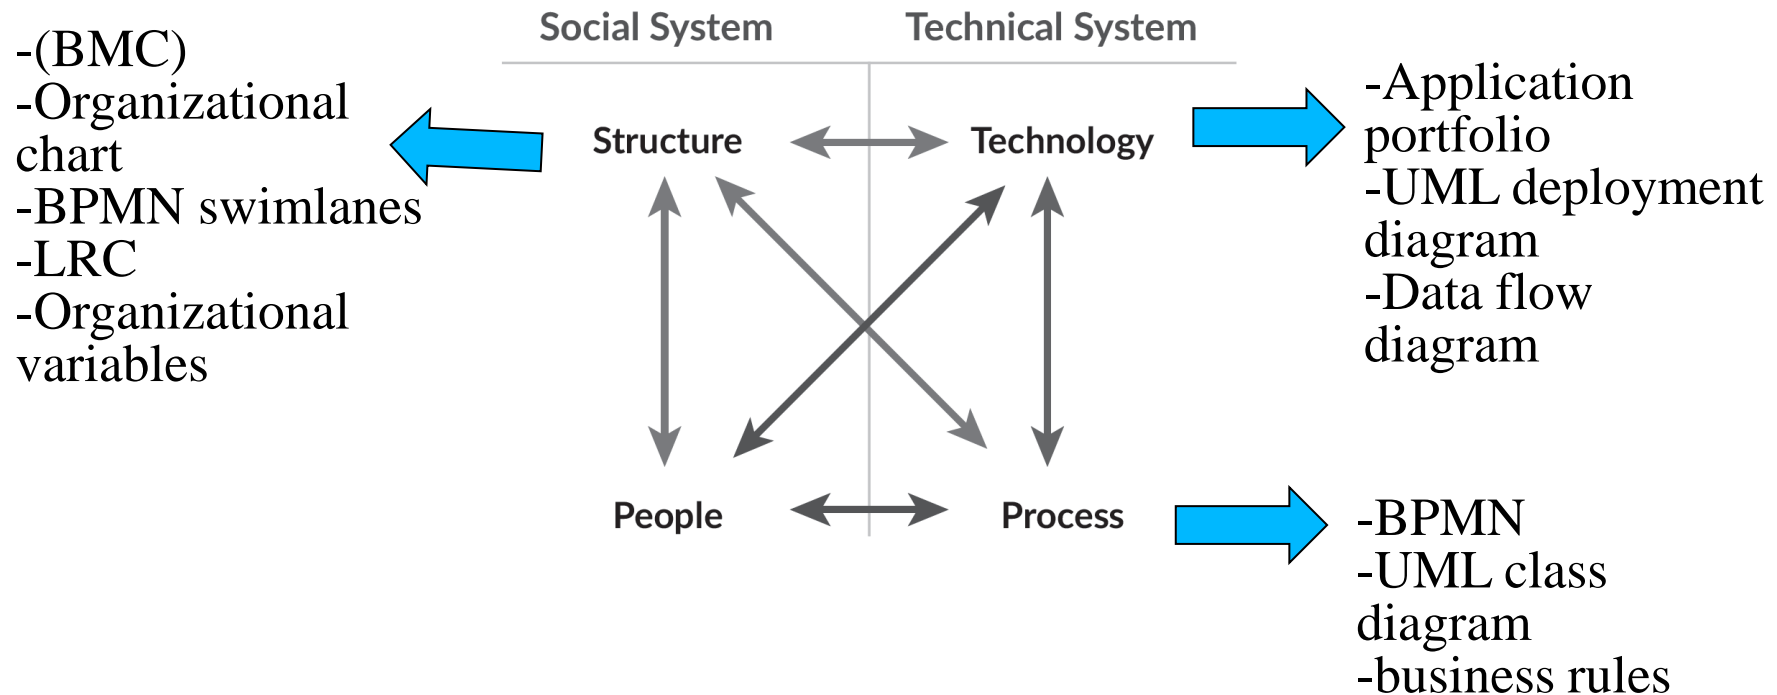 Social System
Technical System
-(BMC)
-Organizational
chart
-BPMN swimlanes
-LRC
-Organizational
variables
Structure
Technology
-Application
portfolio
-UML deployment
diagram
-Data flow
diagram
People
Process
-BPMN
-UML class
diagram
-business rules